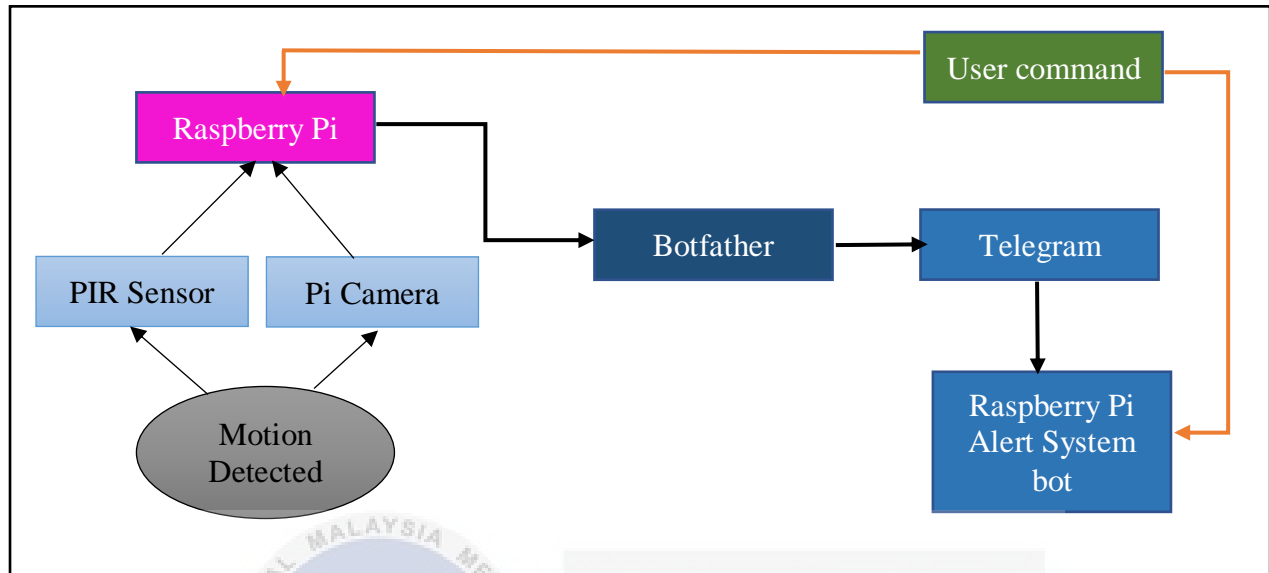 User command
Raspberry Pi
Botfather
Telegram
PIR Sensor
Pi Camera
Motion
Detected
Raspberry Pi
Alert System
bot
MALAYSIA